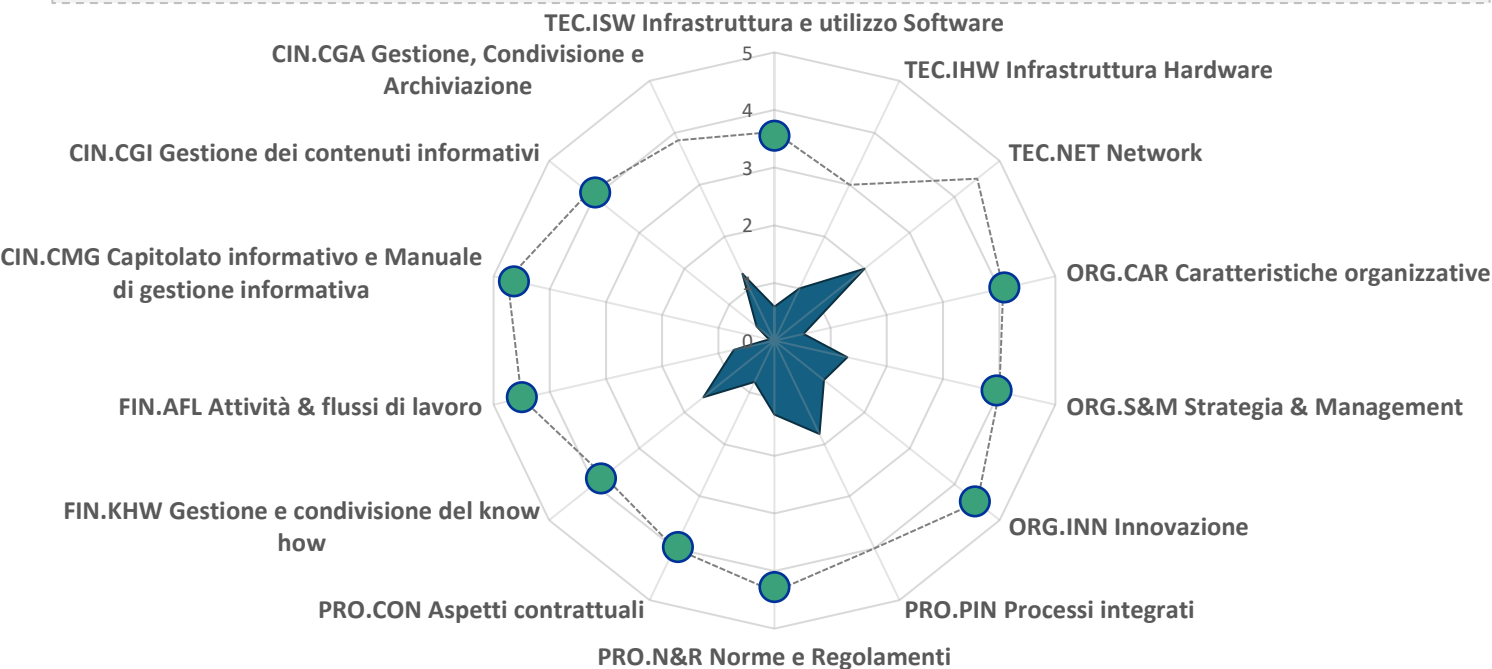 TEC.ISW Infrastruttura e utilizzo Software
CIN.CGA Gestione, Condivisione e
Archiviazione
5
TEC.IHW Infrastruttura Hardware
4
CIN.CGI Gestione dei contenuti informativi
TEC.NET Network
3
2
CIN.CMG Capitolato informativo e Manuale
di gestione informativa
ORG.CAR Caratteristiche organizzative
0
FIN.AFL Attività & flussi di lavoro
ORG.S&M Strategia & Management
FIN.KHW Gestione e condivisione del know
how
ORG.INN Innovazione
PRO.CON Aspetti contrattuali
PRO.PIN Processi integrati
PRO.N&R Norme e Regolamenti